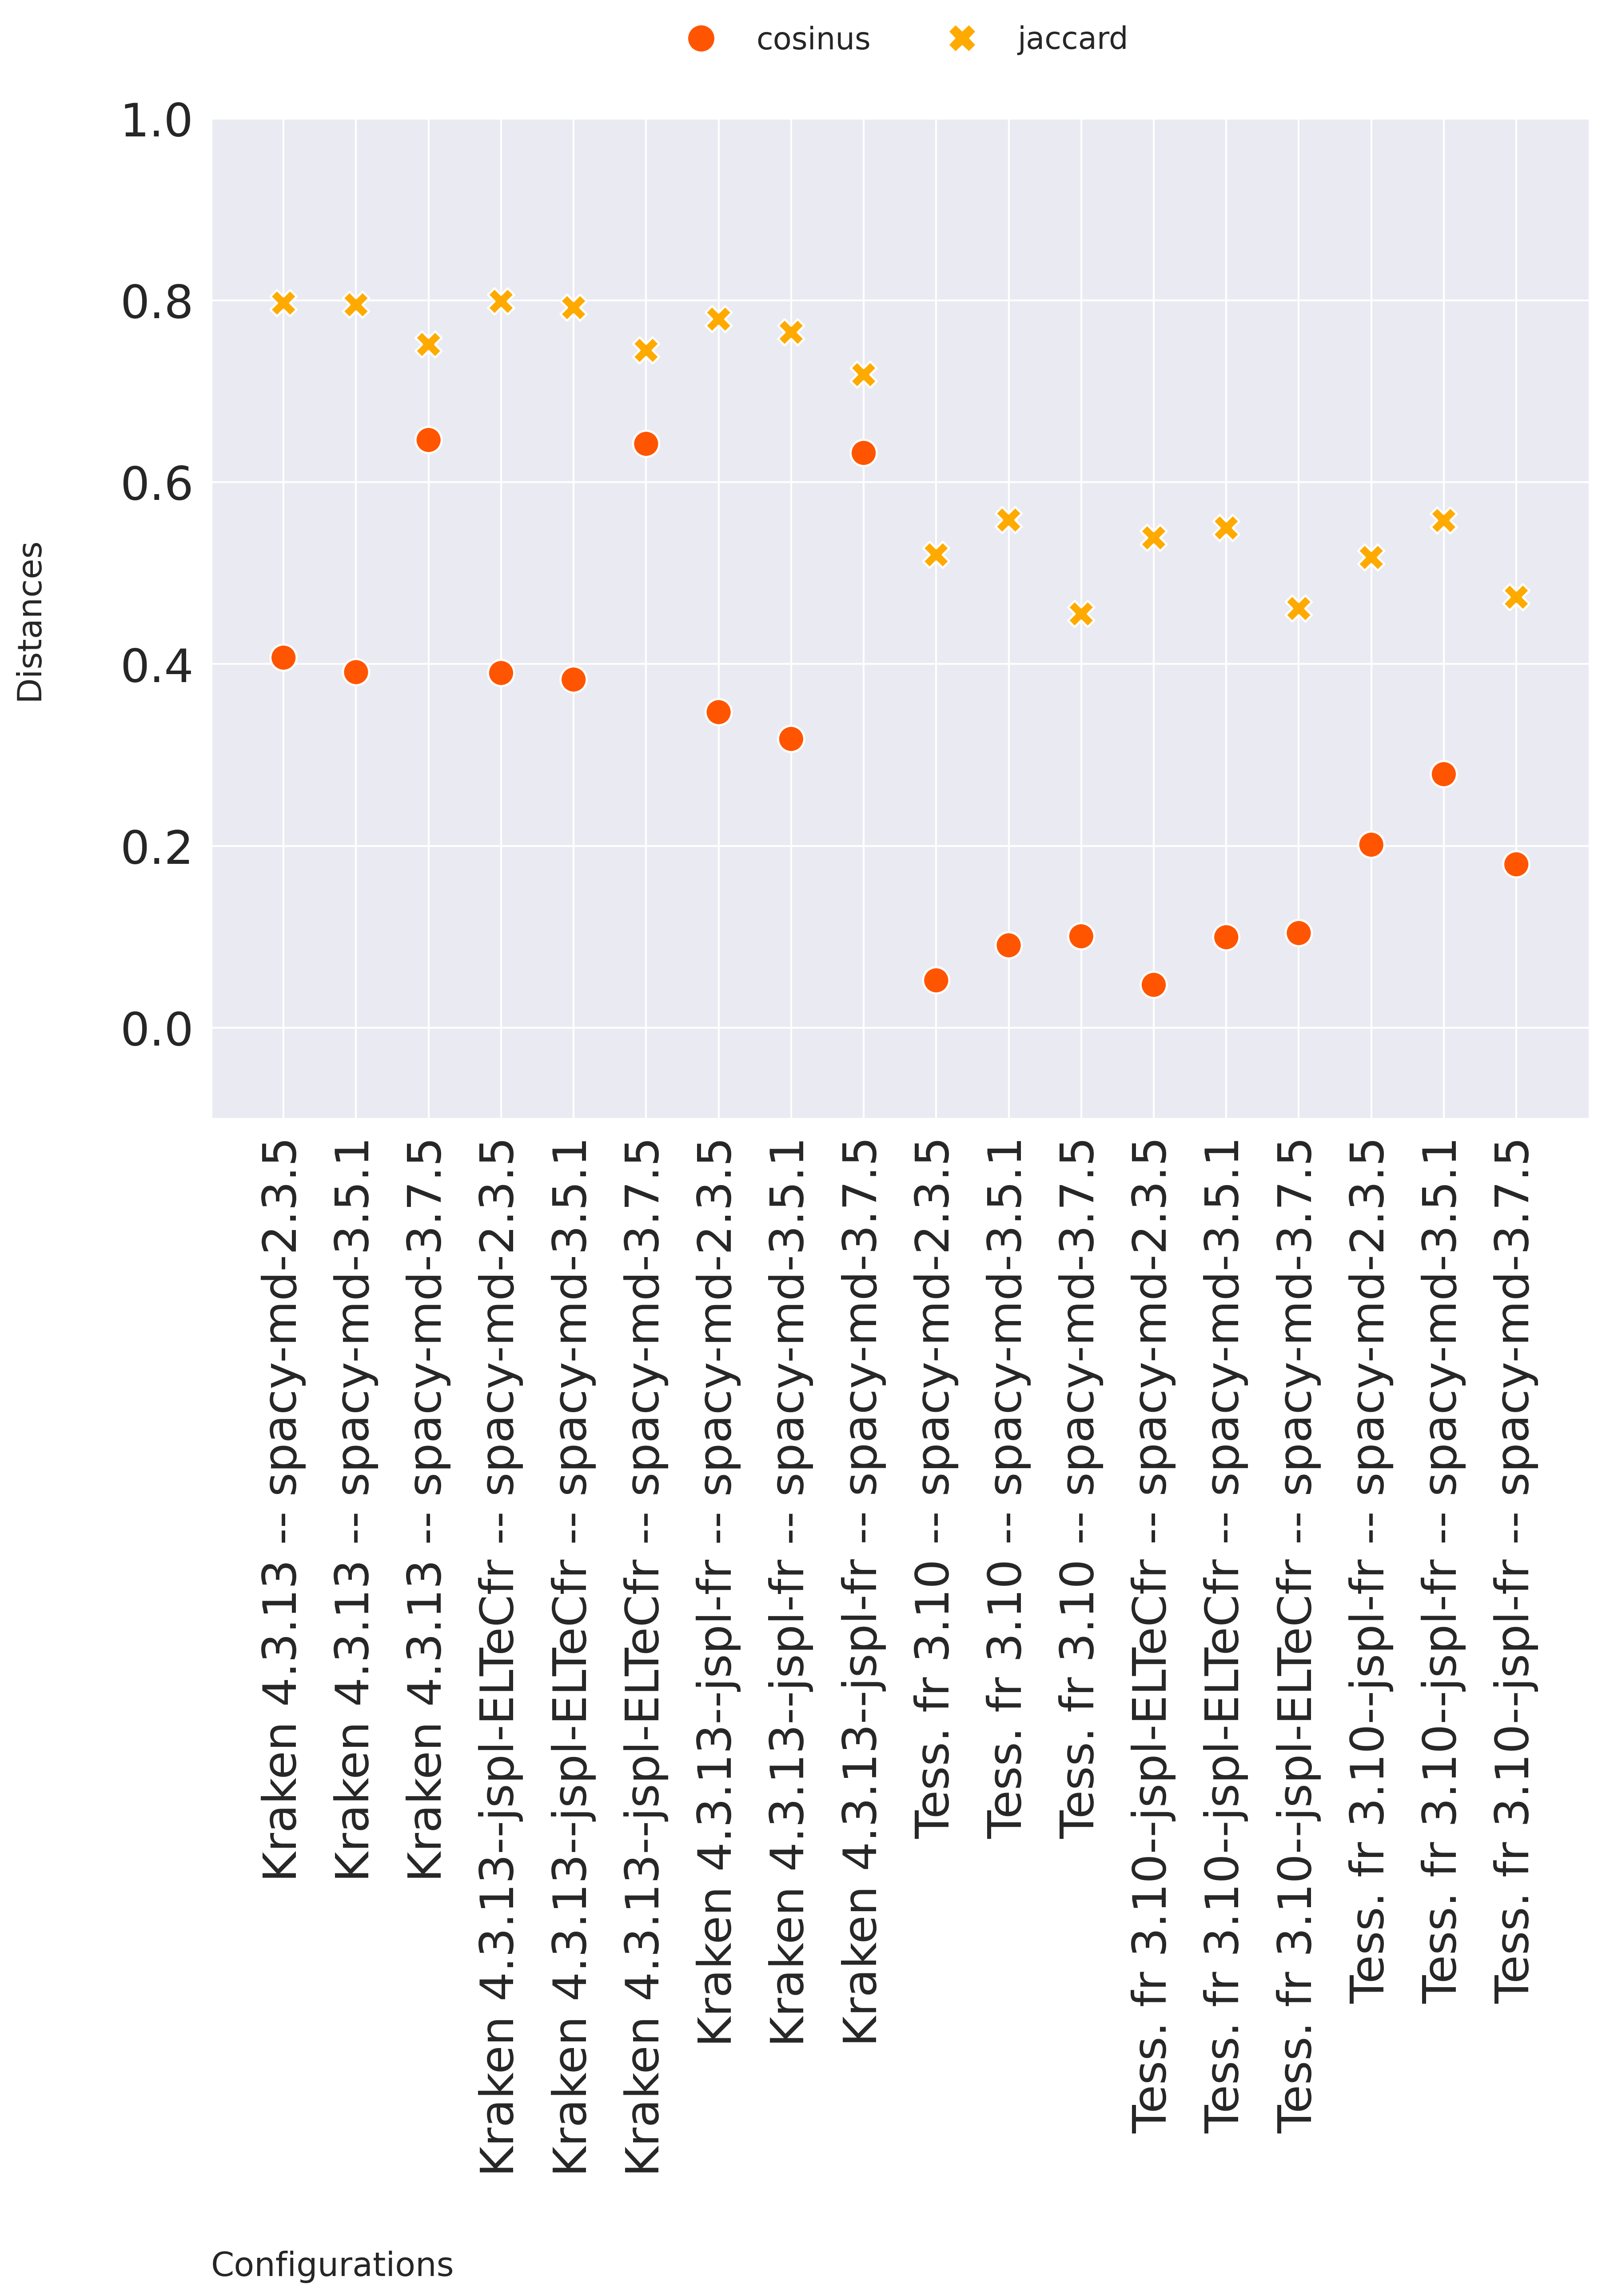 cosinus
jaccard
1.0
0.8
0.6
0.4
0.2
0.0
Distances
Kraken 4.3.13 -- spacy-md-2.3.5
Kraken 4.3.13 -- spacy-md-3.5.1
Kraken 4.3.13 -- spacy-md-3.7.5
Kraken 4.3.13--jspl-ELTeCfr -- spacy-md-2.3.5
Kraken 4.3.13--jspl-ELTeCfr -- spacy-md-3.5.1
Kraken 4.3.13--jspl-ELTeCfr -- spacy-md-3.7.5
Kraken 4.3.13--jspl-fr -- spacy-md-2.3.5
Kraken 4.3.13--jspl-fr -- spacy-md-3.5.1
Kraken 4.3.13--jspl-fr -- spacy-md-3.7.5
Tess. fr 3.10 -- spacy-md-2.3.5
Tess. fr 3.10 -- spacy-md-3.5.1
Tess. fr 3.10 -- spacy-md-3.7.5
Tess. fr 3.10--jspl-ELTeCfr -- spacy-md-2.3.5
Tess. fr 3.10--jspl-ELTeCfr -- spacy-md-3.5.1
Tess. fr 3.10--jspl-ELTeCfr -- spacy-md-3.7.5
Tess. fr 3.10--jspl-fr -- spacy-md-2.3.5
Tess. fr 3.10--jspl-fr -- spacy-md-3.5.1
Tess. fr 3.10--jspl-fr -- spacy-md-3.7.5
Configurations